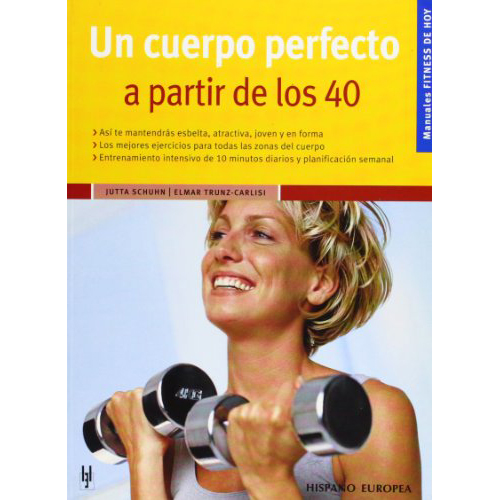 Un cuerpo perfecto
a partir de los 40
Manuales FITNESS DE HOY
› Así te mantendrás esbelta, atractiva, joven y en forma
› Los mejores ejercicios para todas las zonas del cuerpo
› Entrenamiento intensivo de 10 minutos diarios y planificación semanal
JUTTA SCHUHN | ELMAR TRUNZ-CARLISI
HISPANO EUROPEA